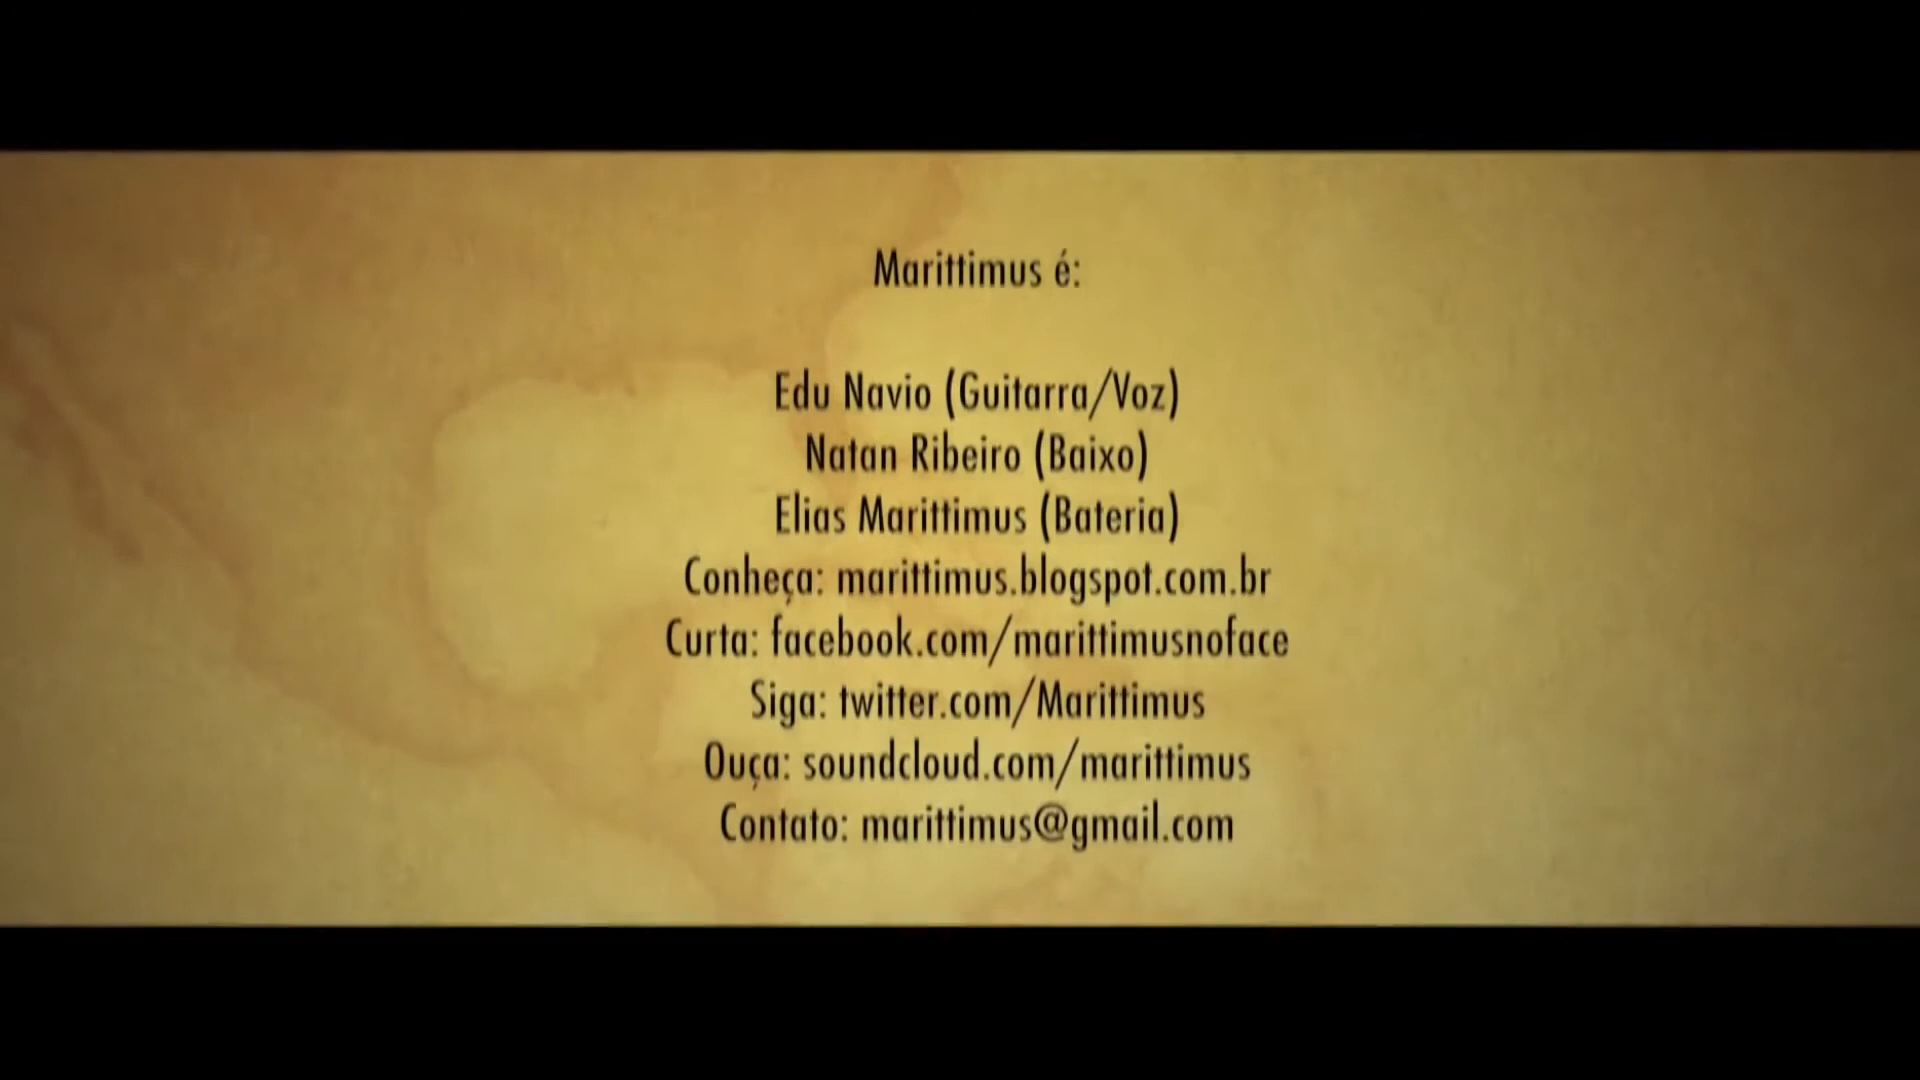 Marittimus é:
Edu Navio (Guitarra/Voz)
Natan Ribeiro (Baixo)
Elias Marittimus (Bateria)
Conheça: marittimus.blogspot.com.br
Curta: facebook.com/marittimusnoface
Siga: twitter.com/Marittimus
Ouça: soundcloud.com/marittimus
Contato: marittimus@gmail.com